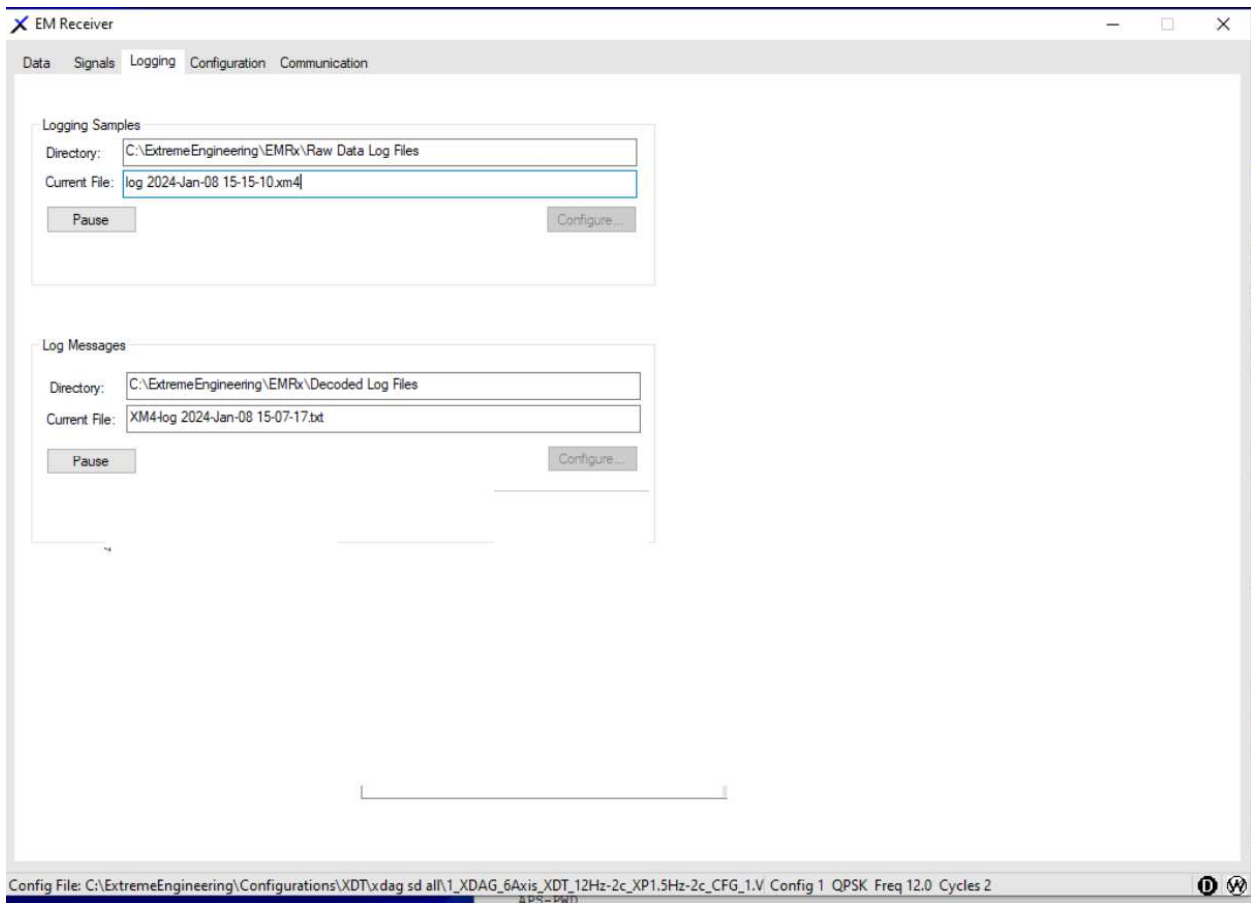 EM Receiver
Data Signals Logging Configuration Communication
Logging Samples
Directory: C:\ExtremeEngineering\EMRx\Raw Data Log Files
Current File: log 2024-Jan-08 15-15-10.xm4
Pause Configure...
Log Messages
Directory: C:\ExtremeEngineering\EMRx\Decoded Log Files
Current File: XM4-log 2024-Jan-08 15-07-17.txt
Pause Configure...
Config File: C:\ExtremeEngineering\Configurations\XDT\xdag sd all\1_XDAG_6Axis_XDT_12Hz-2c_XP1.5Hz-2c_CFG_1.V Config 1 QPSK Freq 12.0 Cycles 2 D W
APS-PWD